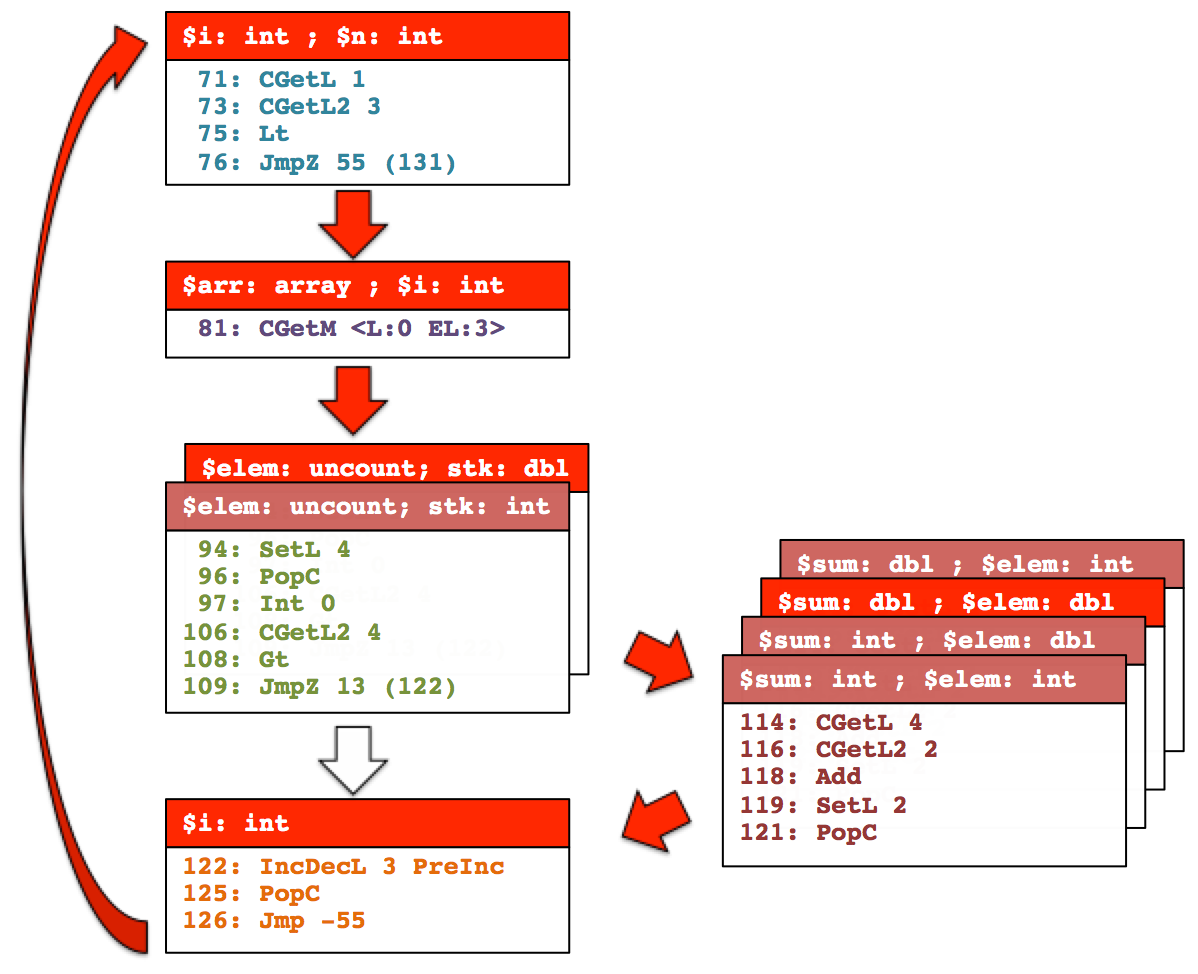 $i: int ; $n: int
71: CGetL 1
73: CGetL2 3
75: Lt
76: JmpZ 55 (131)
$arr: array ; $i: int
81: CGetM <L:0 EL:3>
$elem: uncount; stk: dbl
$elem: uncount; stk: int
94: SetL 4
96: PopC
97: Int 0
106: CGetL2 4
108: Gt
109: JmpZ 13 (122)
$sum: dbl ; $elem: int
$sum: dbl ; $elem: dbl
$sum: int ; $elem: dbl
$sum: int ; $elem: int
114: CGetL 4
116: CGetL2 2
118: Add
119: SetL 2
121: PopC
$i: int
122: IncDecL 3 PreInc
125: PopC
126: Jmp -55